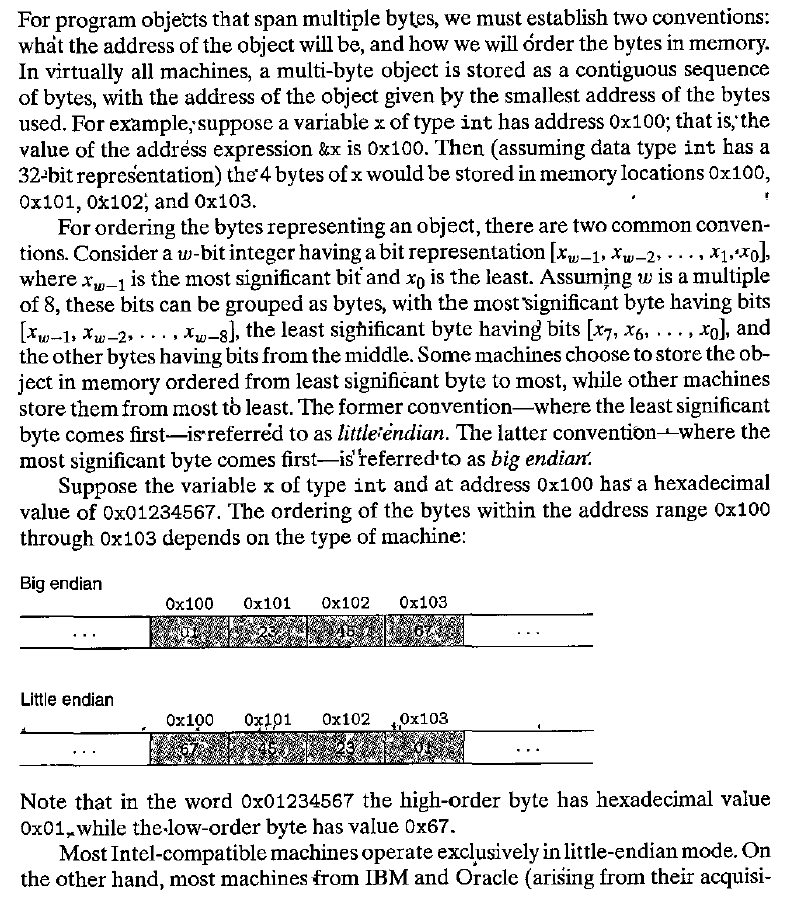 For program objects that span multiple bytes, we must establish two conventions:
what the address of the object will be, and how we will order the bytes in memory.
In virtually all machines, a multi-byte object is stored as a contiguous sequence
of bytes, with the address of the object given by the smallest address of the bytes
used. For example, suppose a variable x of type int has address 0x100; that is, the
value of the address expression &x is 0x100. Then (assuming data type int has a
32-bit representation) the 4 bytes of x would be stored in memory locations 0x100,
0x101, 0x102, and 0x103.
For ordering the bytes representing an object, there are two common conven-
tions. Consider a w-bit integer having a bit representation [x_{w−1}, x_{w−2}, . . . , x_1, x_0],
where x_{w−1} is the most significant bit and x_0 is the least. Assuming w is a multiple
of 8, these bits can be grouped as bytes, with the most significant byte having bits
[x_{w−1}, x_{w−2}, . . . , x_{w−8}], the least significant byte having bits [x_7, x_6, . . . , x_0], and
the other bytes having bits from the middle. Some machines choose to store the ob-
ject in memory ordered from least significant byte to most, while other machines
store them from most to least. The former convention—where the least significant
byte comes first—is referred to as little endian. The latter convention—where the
most significant byte comes first—is referred to as big endian.
Suppose the variable x of type int and at address 0x100 has a hexadecimal
value of 0x01234567. The ordering of the bytes within the address range 0x100
through 0x103 depends on the type of machine:
Big endian
0x100 0x101 0x102 0x103
. . . 01 23 45 67 . . .
Little endian
0x100 0x101 0x102 0x103
. . . 67 45 23 01 . . .
Note that in the word 0x01234567 the high-order byte has hexadecimal value
0x01, while the low-order byte has value 0x67.
Most Intel-compatible machines operate exclusively in little-endian mode. On
the other hand, most machines from IBM and Oracle (arising from their acquisi-